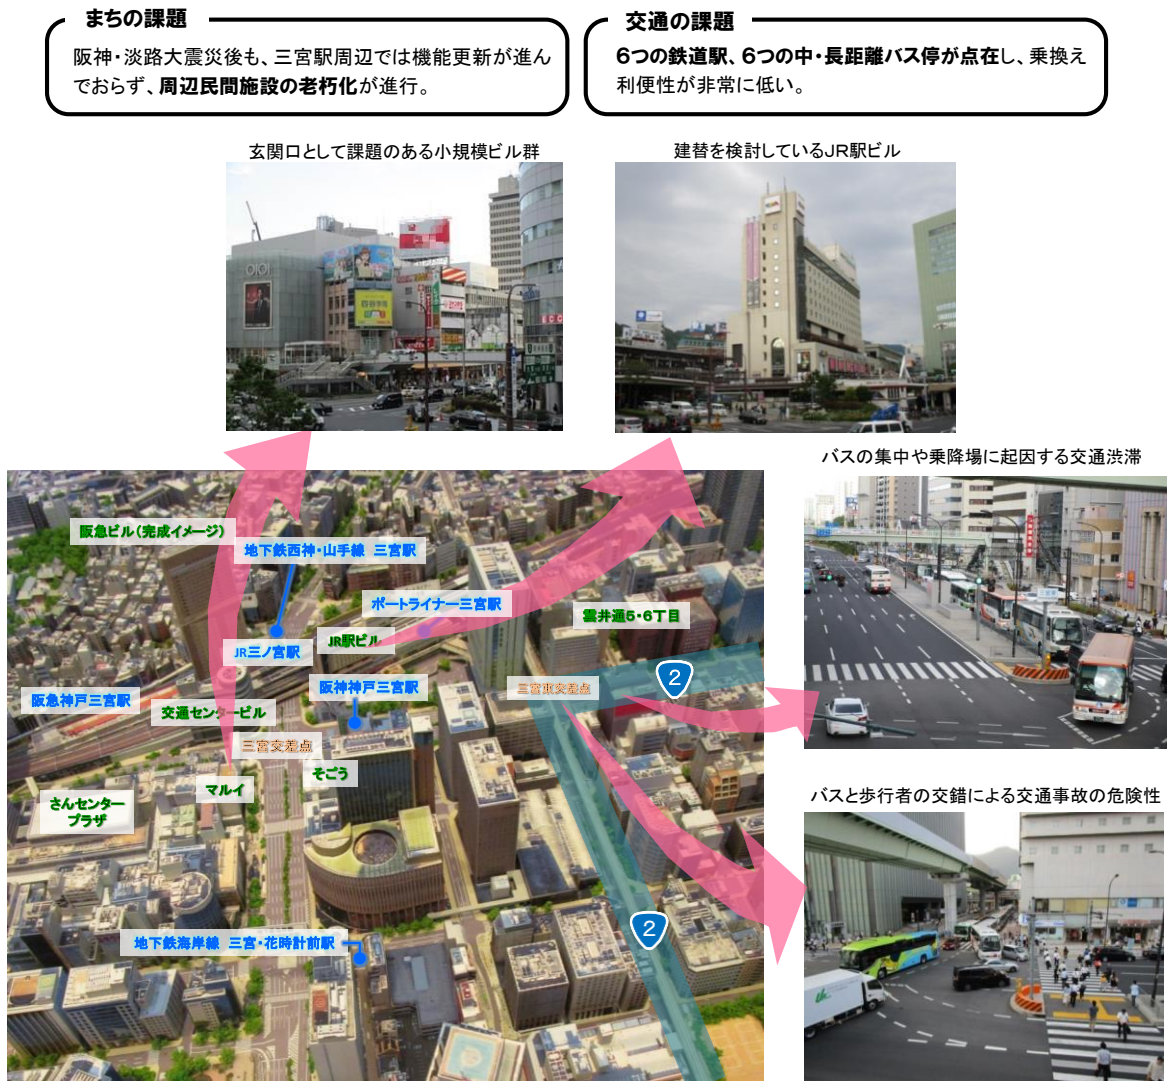 まちの課題
阪神・淡路大震災後も、三宮駅周辺では機能更新が進ん
でおらず、周辺民間施設の老朽化が進行。
交通の課題
6つの鉄道駅、6つの中・長距離バス停が点在し、乗換え
利便性が非常に低い。
玄関口として課題のある小規模ビル群
建替を検討しているJR駅ビル
OIOI
ECC
バスの集中や乗降場に起因する交通渋滞
阪急ビル(完成イメージ)
地下鉄西神・山手線 三宮駅
ポートライナー三宮駅
雲井通5・6丁目
JR三ノ宮駅
JR駅ビル
阪急神戸三宮駅
阪神神戸三宮駅
三宮東交差点
2
交通センタービル
三宮交差点
そごう
マルイ
さんセンター
プラザ
バスと歩行者の交錯による交通事故の危険性
2
地下鉄海岸線 三宮・花時計前駅